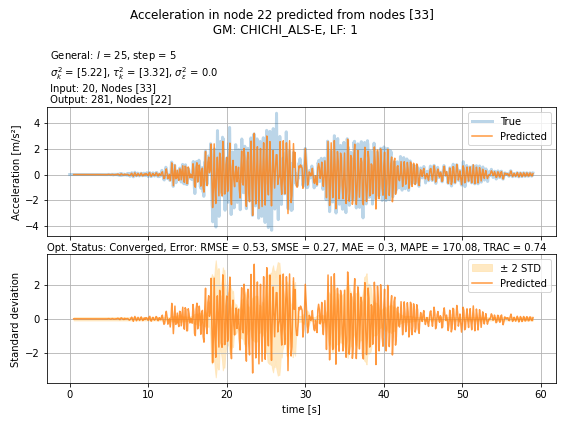 Acceleration in node 22 predicted from nodes [33]
GM: CHICHI_ALS-E, LF: 1
General: l = 25, step = 5
σ²ₖ = [5.22], τ²ₖ = [3.32], σ²ε = 0.0
Input: 20, Nodes [33]
Output: 281, Nodes [22]
Acceleration [m/s²]
4
2
0
−2
−4
True
Predicted
Opt. Status: Converged, Error: RMSE = 0.53, SMSE = 0.27, MAE = 0.3, MAPE = 170.08, TRAC = 0.74
Standard deviation
2
0
−2
± 2 STD
Predicted
0 10 20 30 40 50 60
time [s]